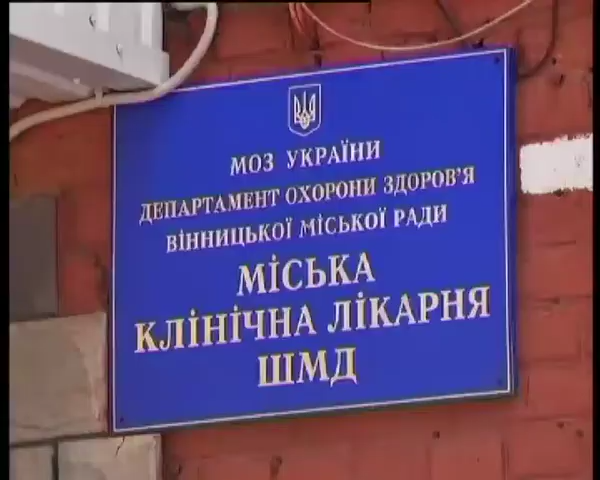 МОЗ УКРАЇНИ
ДЕПАРТАМЕНТ ОХОРОНИ ЗДОРОВ'Я
ВІННИЦЬКОЇ МІСЬКОЇ РАДИ
МІСЬКА
КЛІНІЧНА ЛІКАРНЯ
ШМД